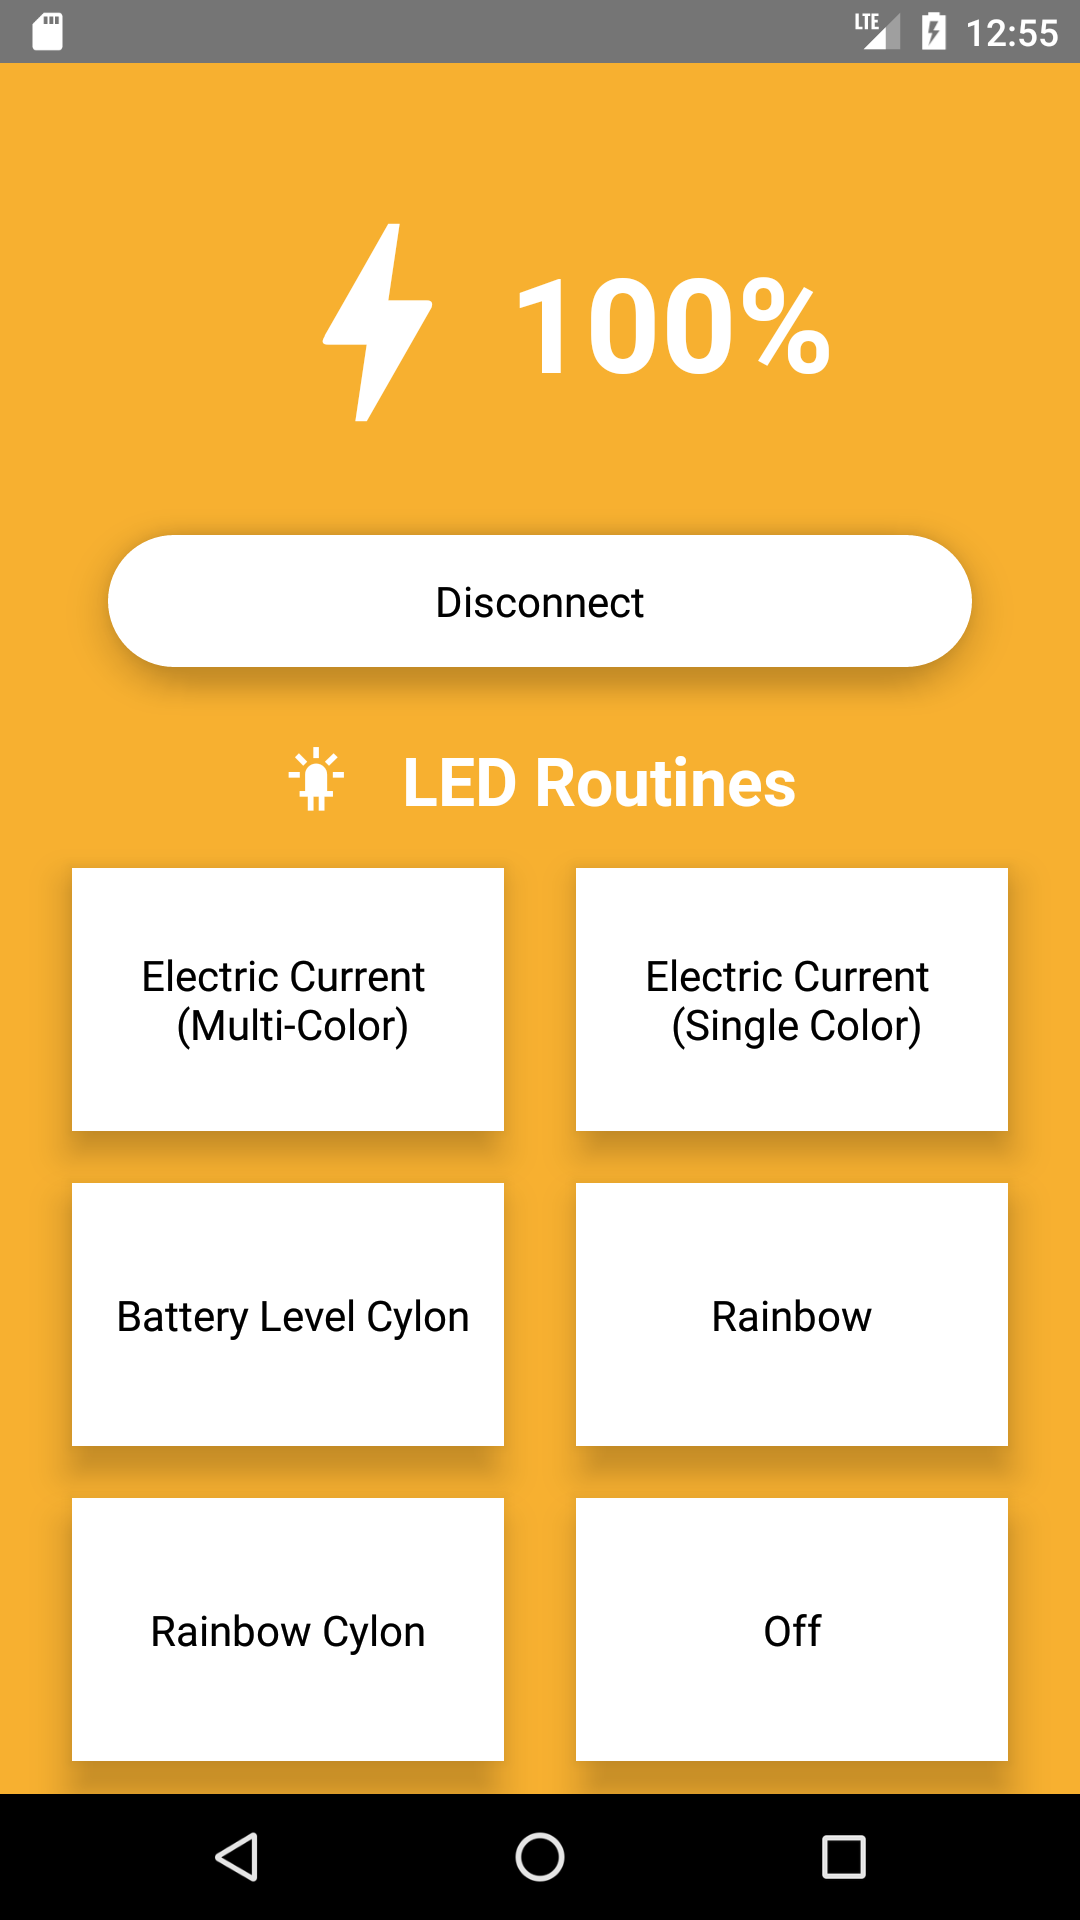 LTE 12:55
100%
Disconnect
LED Routines
Electric Current
(Multi-Color)
Electric Current
(Single Color)
Battery Level Cylon
Rainbow
Rainbow Cylon
Off